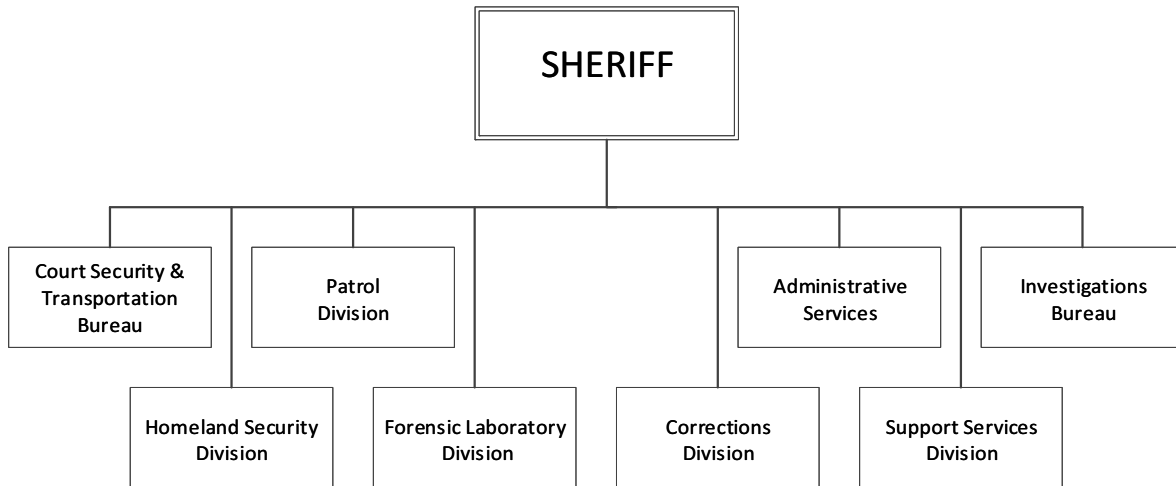 SHERIFF
Court Security &
Transportation
Bureau
Patrol
Division
Administrative
Services
Investigations
Bureau
Homeland Security
Division
Forensic Laboratory
Division
Corrections
Division
Support Services
Division